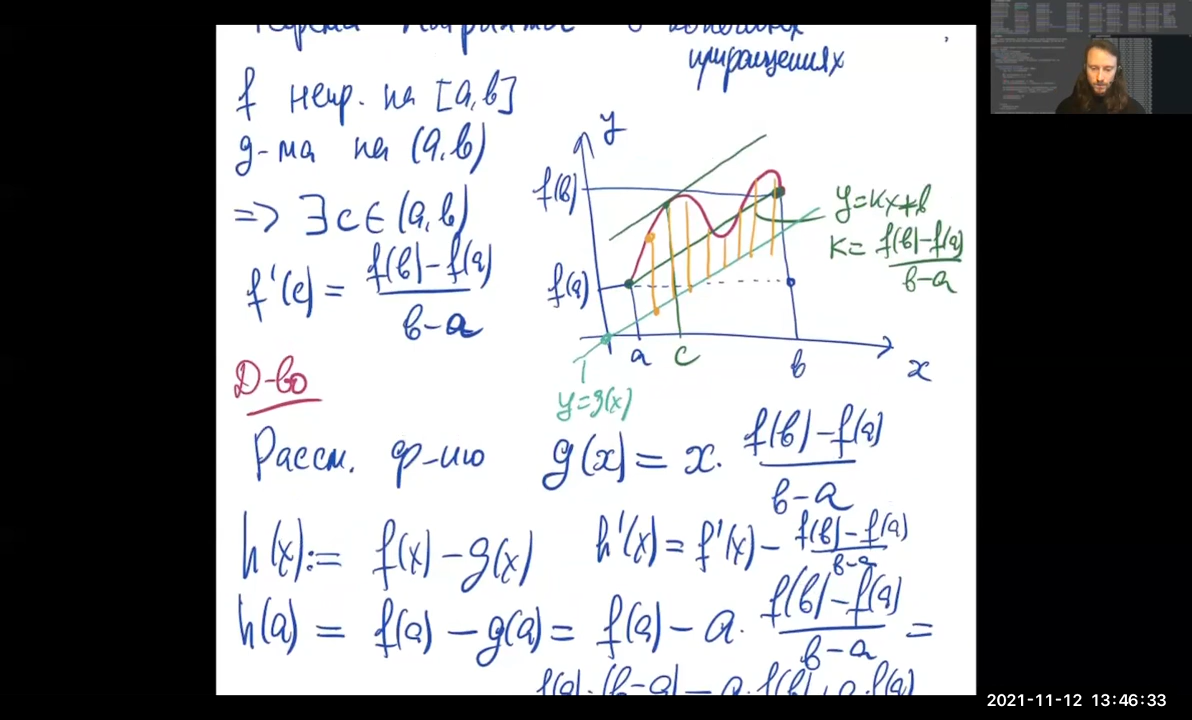 приращениях
f непр. на [a,b]
д-ма на (a,b)
=> ∃ c ∈ (a,b)
f'(c) = (f(b)-f(a))/(b-a)
y
f(b)
f(a)
a
c
b
x
y=kx+b
k= (f(b)-f(a))/(b-a)
y=g(x)
Д-во
Рассм. ф-ию g(x) = x· (f(b)-f(a))/(b-a)
h(x):= f(x)-g(x) h'(x)= f'(x)- (f(b)-f(a))/(b-a)
h(a) = f(a)-g(a)= f(a)-a· (f(b)-f(a))/(b-a) =
2021-11-12 13:46:33